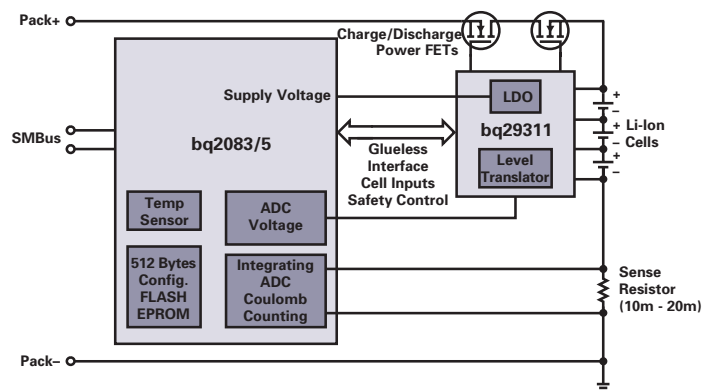 Pack+
Charge/Discharge
Power FETs
Supply Voltage
LDO
bq29311
+
–
+
–
+
–
Li-Ion
Cells
SMBus
bq2083/5
Glueless
Interface
Cell Inputs
Safety Control
Level
Translator
Temp
Sensor
ADC
Voltage
512 Bytes
Config.
FLASH
EPROM
Integrating
ADC
Coulomb
Counting
Sense
Resistor
(10m - 20m)
Pack–